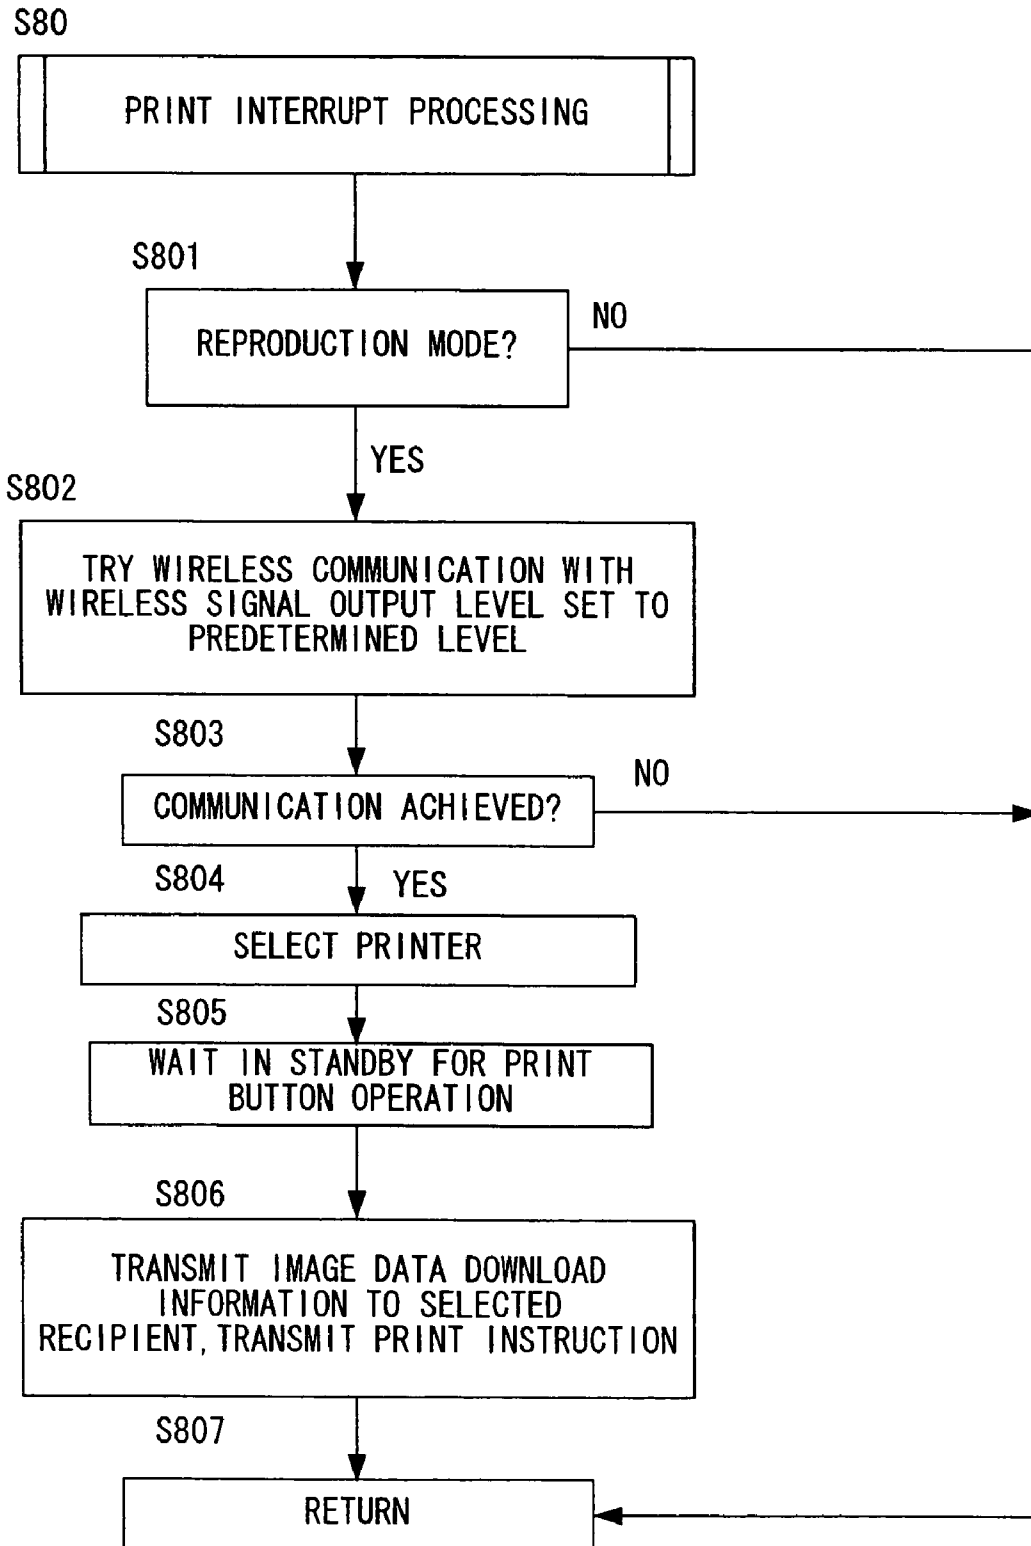 S80
PRINT INTERRUPT PROCESSING
S801
REPRODUCTION MODE?
NO
YES
S802
TRY WIRELESS COMMUNICATION WITH
WIRELESS SIGNAL OUTPUT LEVEL SET TO
PREDETERMINED LEVEL
S803
COMMUNICATION ACHIEVED?
NO
S804
YES
SELECT PRINTER
S805
WAIT IN STANDBY FOR PRINT
BUTTON OPERATION
S806
TRANSMIT IMAGE DATA DOWNLOAD
INFORMATION TO SELECTED
RECIPIENT, TRANSMIT PRINT INSTRUCTION
S807
RETURN